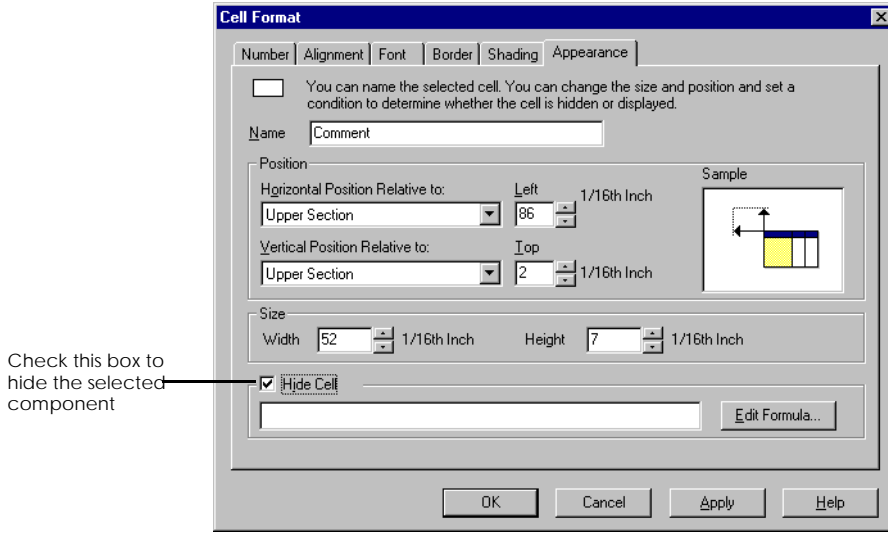 Cell Format
Number Alignment Font Border Shading Appearance
You can name the selected cell. You can change the size and position and set a
condition to determine whether the cell is hidden or displayed.
Name Comment
Position
Horizontal Position Relative to: Left
Upper Section 86 1/16th Inch
Vertical Position Relative to: Top
Upper Section 2 1/16th Inch
Sample
Size
Width 52 1/16th Inch Height 7 1/16th Inch
Check this box to
hide the selected
component
Hide Cell
Edit Formula...
OK Cancel Apply Help